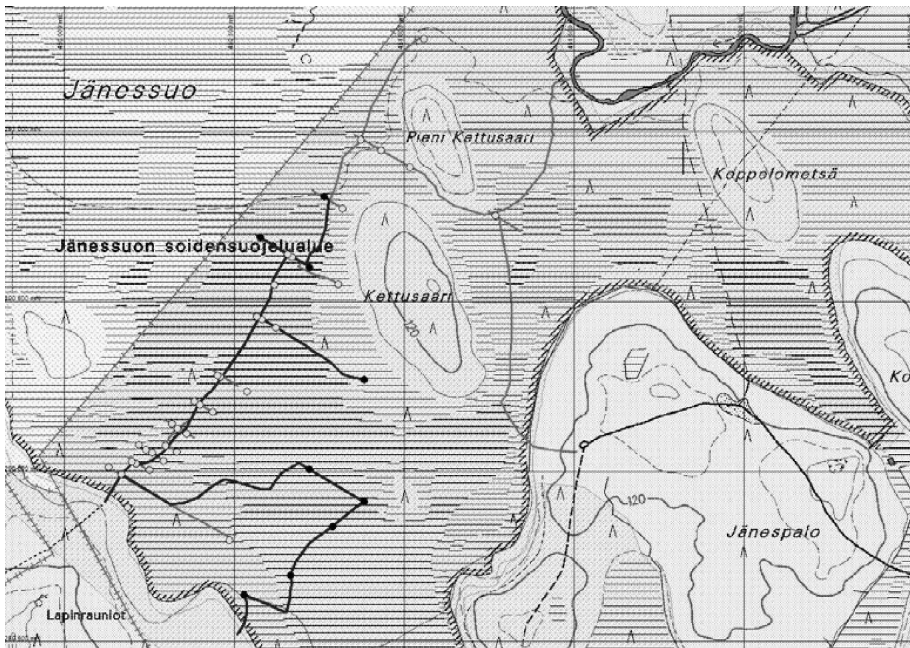 Jänessuo
Pieni Kettusaari
Koppelometsä
Jänessuon soidensuojelualue
Kettusaari
120
Ko
120
Jänespalo
Lapinrauniot